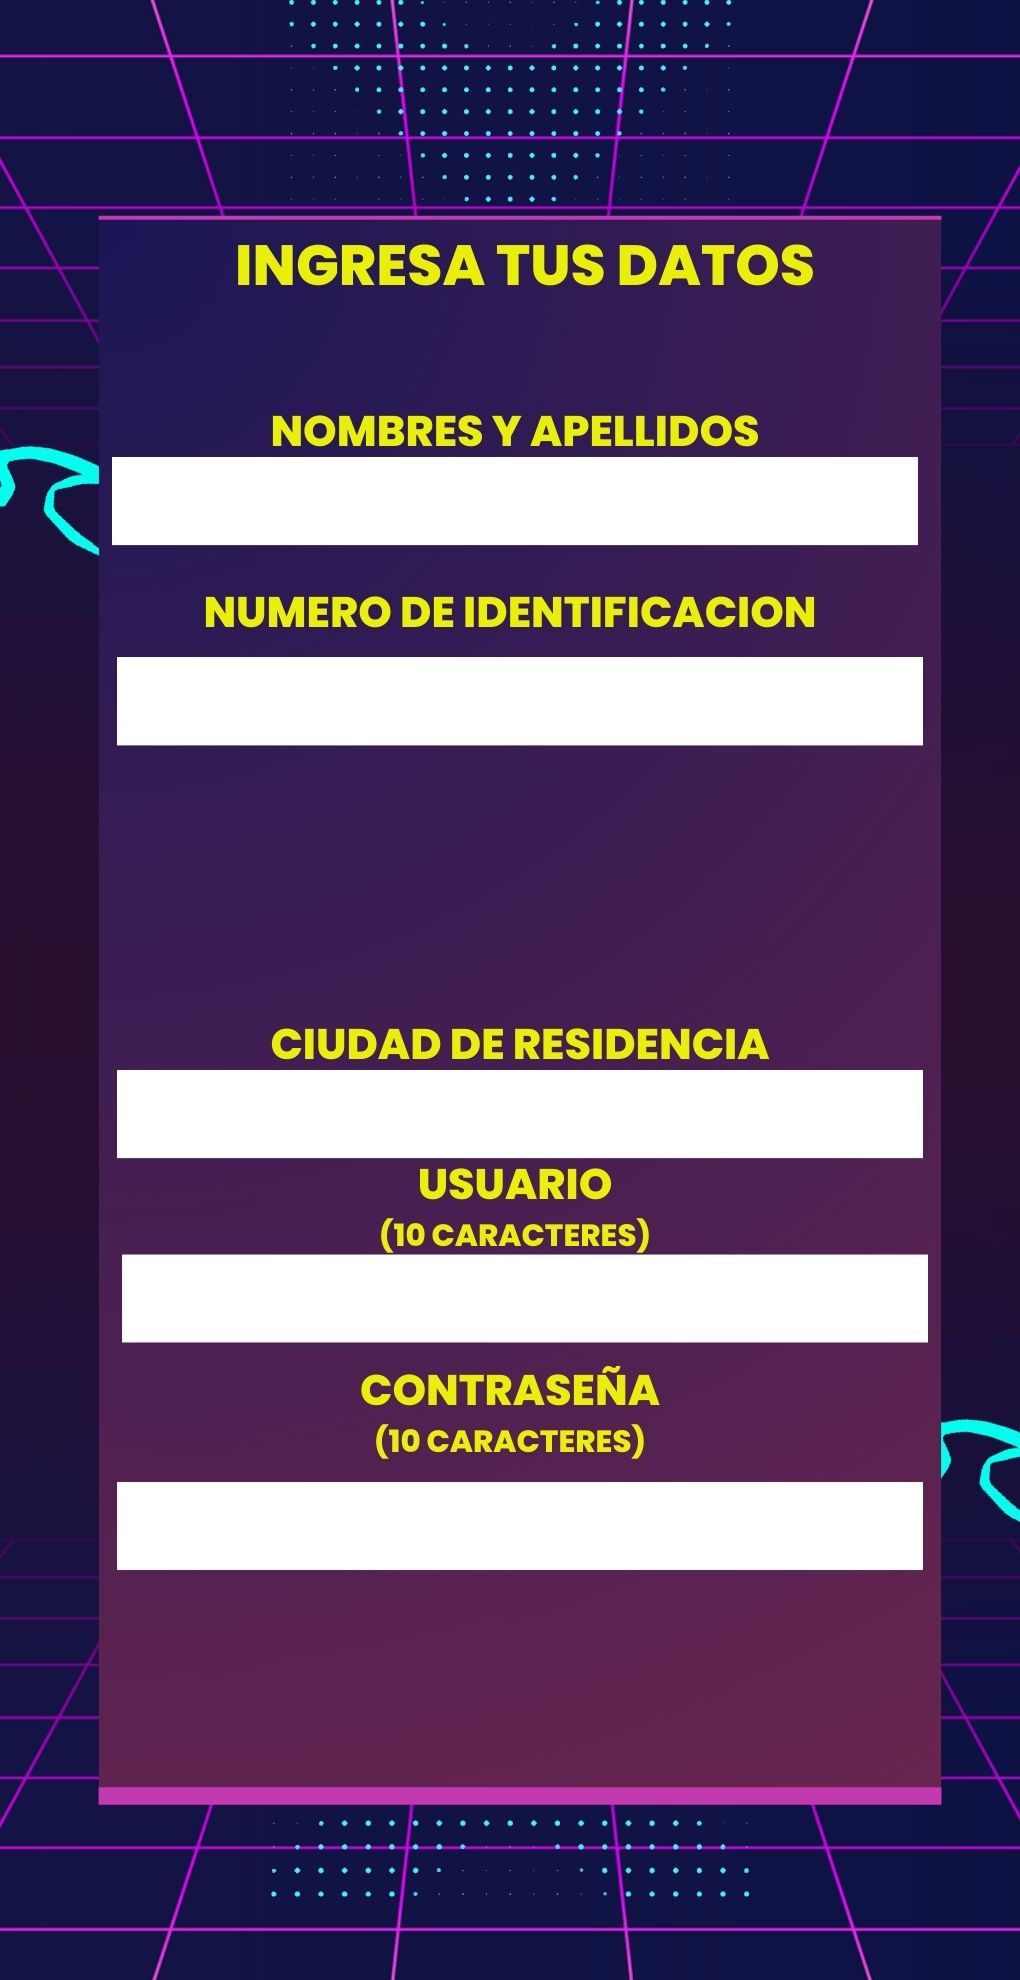 INGRESA TUS DATOS
NOMBRES Y APELLIDOS
NUMERO DE IDENTIFICACION
CIUDAD DE RESIDENCIA
USUARIO
(10 CARACTERES)
CONTRASEÑA
(10 CARACTERES)